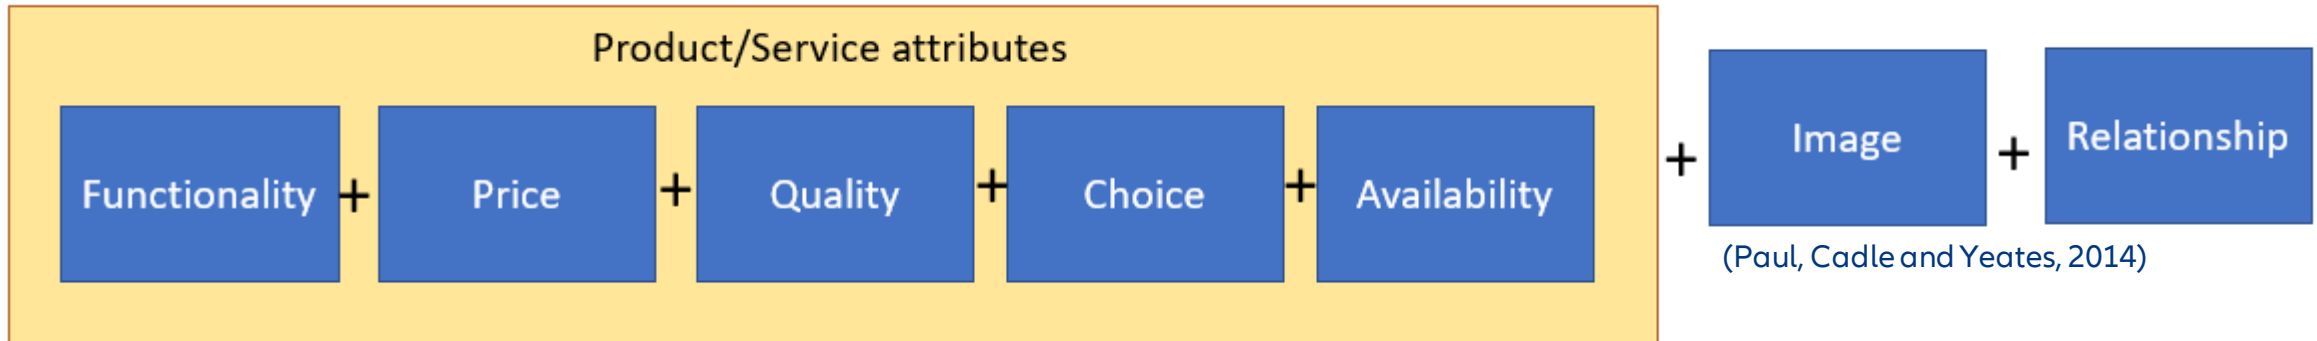 Product/Service attributes
Functionality + Price + Quality + Choice + Availability + Image + Relationship
(Paul, Cadle and Yeates, 2014)